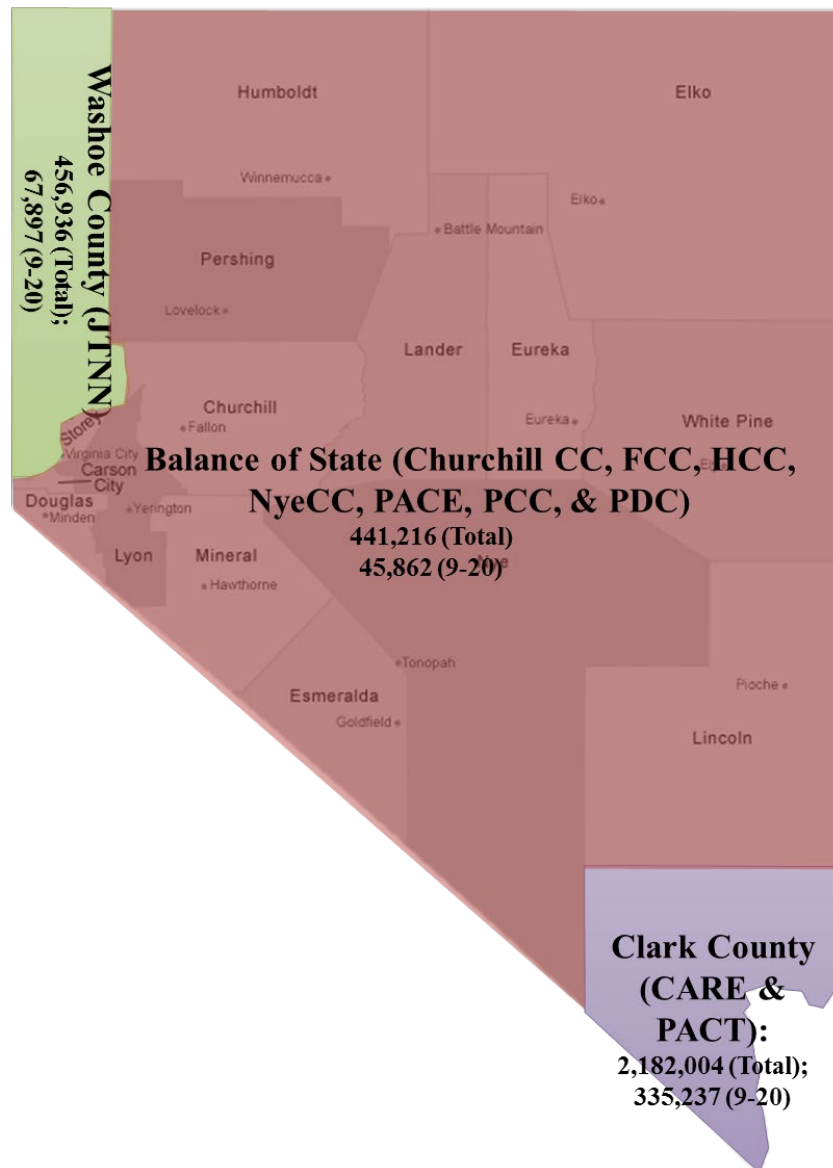 Washoe County (JTNN)
456,936 (Total);
67,897 (9-20)
Humboldt
Elko
Winnemucca
Elko
Battle Mountain
Pershing
Lovelock
Lander
Eureka
Churchill
Eureka
White Pine
Fallon
Storey
Virginia City
Balance of State (Churchill CC, FCC, HCC,
NyeCC, PACE, PCC, & PDC)
441,216 (Total)
45,862 (9-20)
Carson
City
Ely
Douglas
Minden
Yerington
Lyon
Mineral
Nye
Hawthorne
Tonopah
Esmeralda
Goldfield
Pioche
Lincoln
Clark County
(CARE &
PACT):
2,182,004 (Total);
335,237 (9-20)